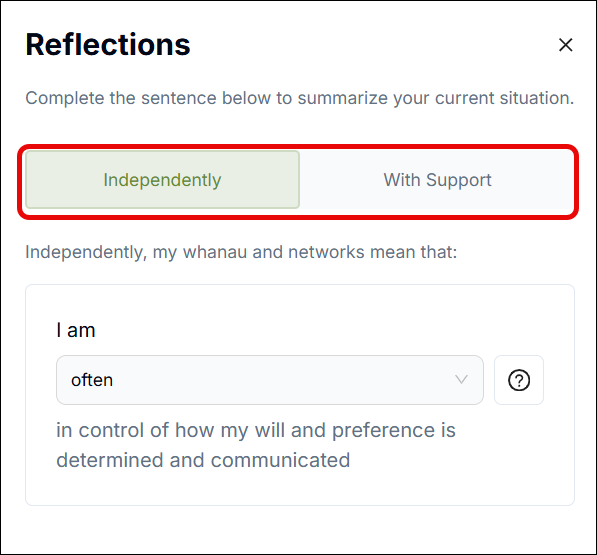 Reflections
Complete the sentence below to summarize your current situation.
Independently
With Support
Independently, my whanau and networks mean that:
I am
often
in control of how my will and preference is
determined and communicated